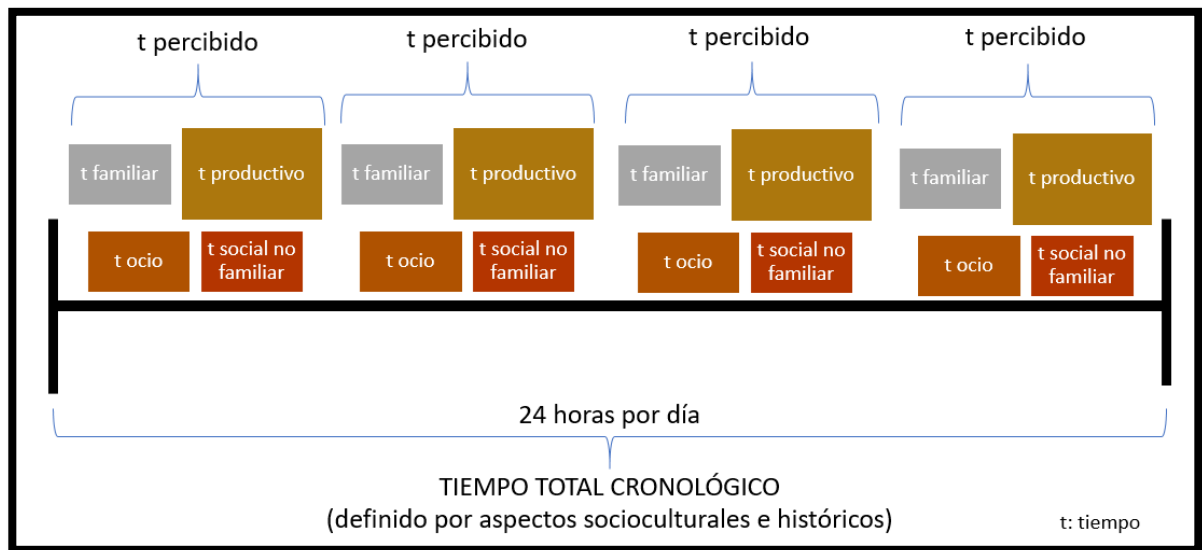 t percibido
t percibido
t percibido
t percibido
t familiar
t productivo
t familiar
t productivo
t familiar
t productivo
t familiar
t productivo
t ocio
t social no
familiar
t ocio
t social no
familiar
t ocio
t social no
familiar
t ocio
t social no
familiar
24 horas por día
TIEMPO TOTAL CRONOLÓGICO
(definido por aspectos socioculturales e históricos)
t: tiempo